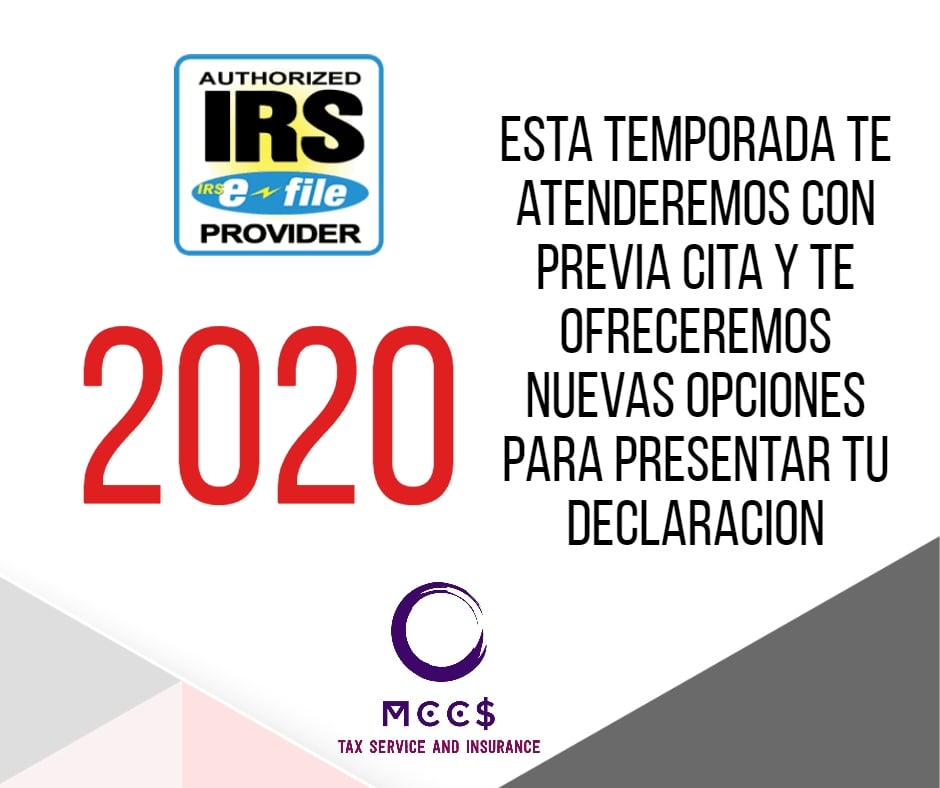 AUTHORIZED
IRS
IRS e file
PROVIDER
2020
ESTA TEMPORADA TE
ATENDEREMOS CON
PREVIA CITA Y TE
OFRECEREMOS
NUEVAS OPCIONES
PARA PRESENTAR TU
DECLARACION
MCC$
TAX SERVICE AND INSURANCE